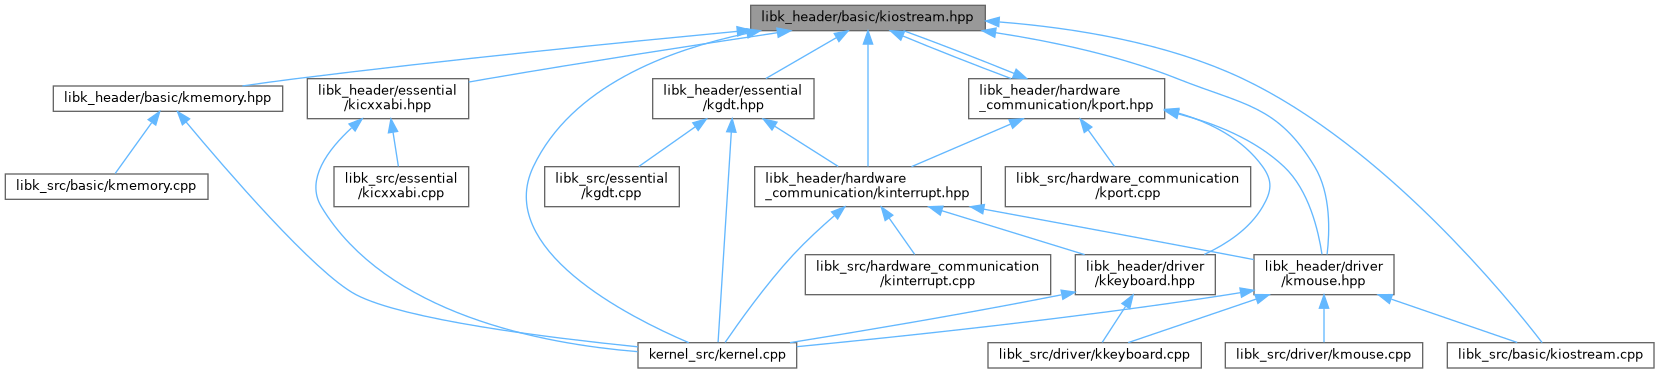 libk_header/basic/kiostream.hpp
libk_header/basic/kmemory.hpp
libk_header/essential
/kicxxabi.hpp
libk_header/essential
/kgdt.hpp
libk_header/hardware
_communication/kport.hpp
libk_src/basic/kmemory.cpp
libk_src/essential
/kicxxabi.cpp
libk_src/essential
/kgdt.cpp
libk_header/hardware
_communication/kinterrupt.hpp
libk_src/hardware_communication
/kport.cpp
libk_src/hardware_communication
/kinterrupt.cpp
libk_header/driver
/kkeyboard.hpp
libk_header/driver
/kmouse.hpp
kernel_src/kernel.cpp
libk_src/driver/kkeyboard.cpp
libk_src/driver/kmouse.cpp
libk_src/basic/kiostream.cpp